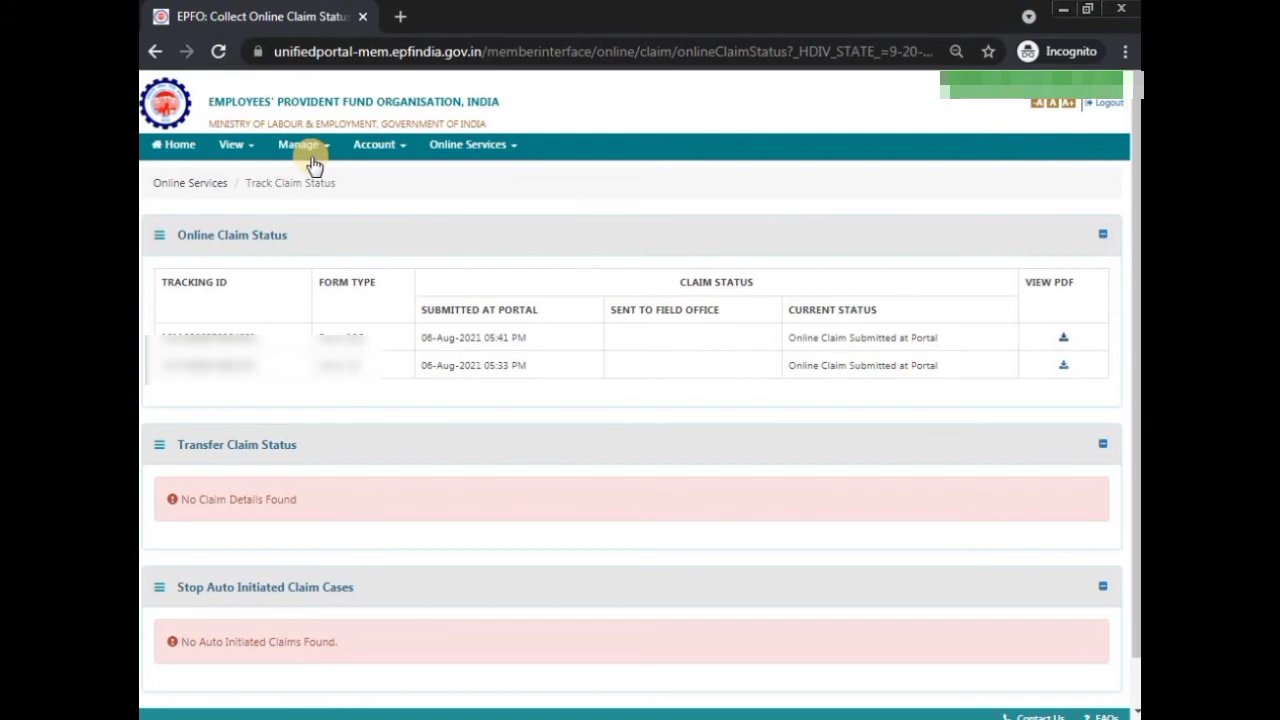 EPFO: Collect Online Claim Statu
unifiedportal-mem.epfindia.gov.in/memberinterface/online/claim/onlineClaimStatus?_HDIV_STATE_=9-20-... Incognito
EMPLOYEES' PROVIDENT FUND ORGANISATION, INDIA
-A A A+ Logout
MINISTRY OF LABOUR & EMPLOYMENT, GOVERNMENT OF INDIA
Home View Manage Account Online Services
Online Services / Track Claim Status
Online Claim Status
TRACKING ID FORM TYPE CLAIM STATUS VIEW PDF
SUBMITTED AT PORTAL SENT TO FIELD OFFICE CURRENT STATUS
06-Aug-2021 05:41 PM Online Claim Submitted at Portal
06-Aug-2021 05:33 PM Online Claim Submitted at Portal
Transfer Claim Status
No Claim Details Found
Stop Auto Initiated Claim Cases
No Auto Initiated Claims Found.
Contact Us ? FAQs